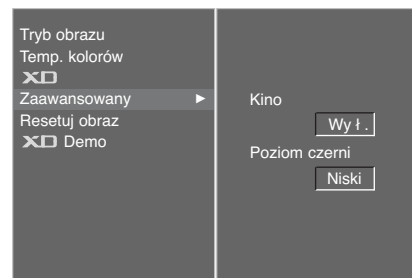 Tryb obrazu
Temp. kolorów
XD
Zaawansowany ►
Resetuj obraz
XD Demo
Kino
Wy ł .
Poziom czerni
Niski